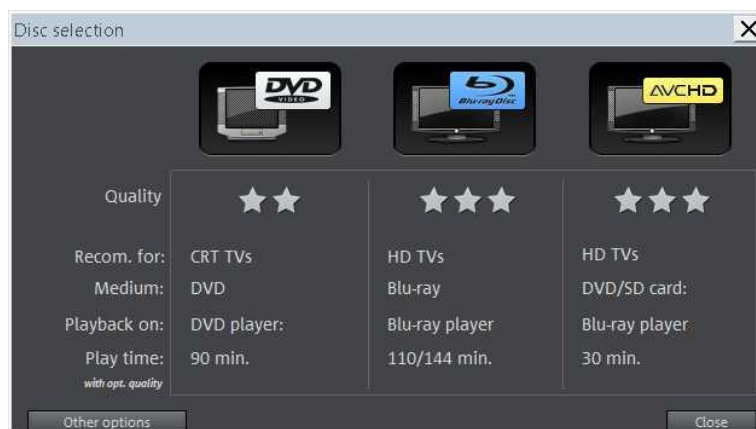 Disc selection
DVD VIDEO
Blu-ray Disc
AVCHD
Quality
Recom. for: CRT TVs HD TVs HD TVs
Medium: DVD Blu-ray DVD/SD card:
Playback on: DVD player: Blu-ray player Blu-ray player
Play time: 90 min. 110/144 min. 30 min.
with opt. quality
Other options Close